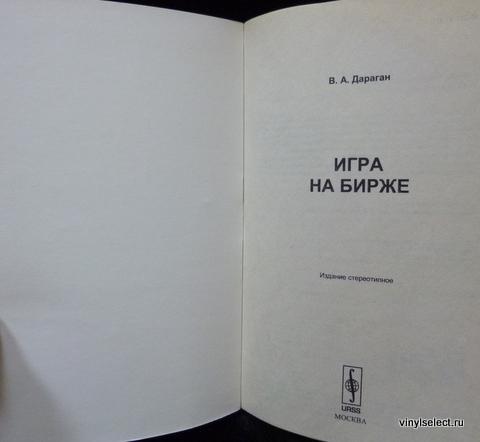 В. А. Дараган
ИГРА
НА БИРЖЕ
Издание стереотипное
URSS
МОСКВА
vinylselect.ru